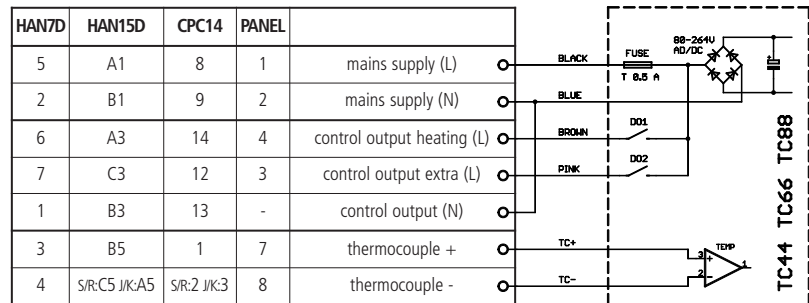 HAN7D HAN15D CPC14 PANEL
5 A1 8 1 mains supply (L)
2 B1 9 2 mains supply (N)
6 A3 14 4 control output heating (L)
7 C3 12 3 control output extra (L)
1 B3 13 - control output (N)
3 B5 1 7 thermocouple +
4 S/R:C5 J/K:A5 S/R:2 J/K:3 8 thermocouple -
BLACK
BLUE
BROWN
PINK
TC+
TC-
FUSE
T 0.5 A
80-264V
AD/DC
+
DO1
DO2
TEMP
3 +
2 -
1
TC44 TC66 TC88